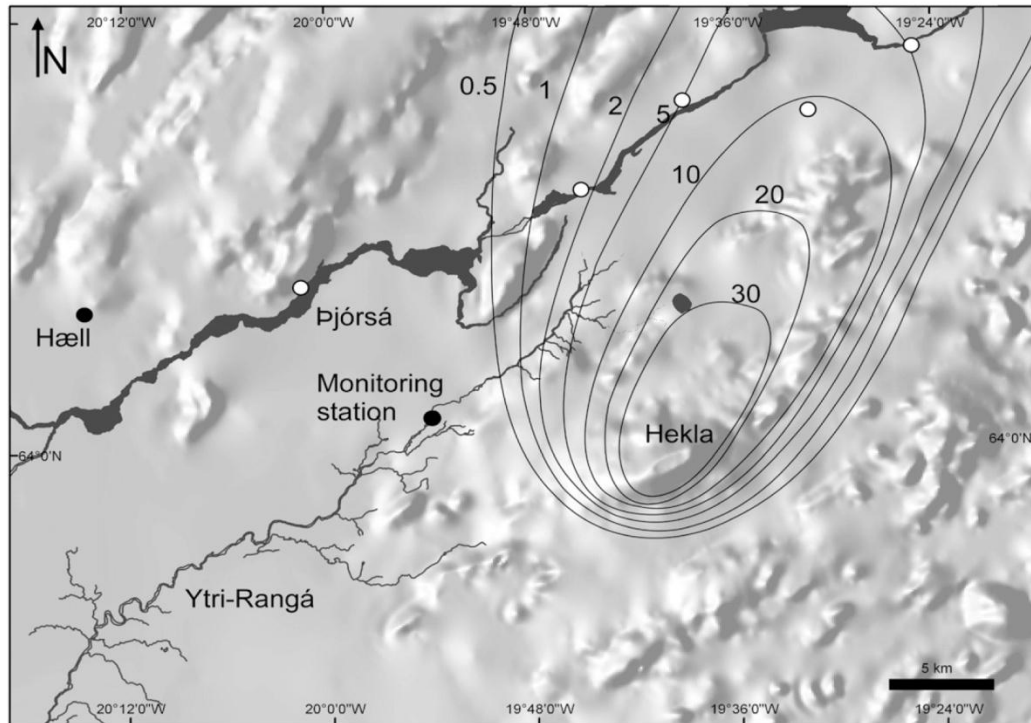 20°12'0"W 20°0'0"W 19°48'0"W 19°36'0"W 19°24'0"W
N
0.5
1
2
5
10
20
30
Þjórsá
Hæll
Monitoring
station
Hekla
64°0'N 64°0'N
Ytri-Rangá
5 km
20°12'0"W 20°0'0"W 19°48'0"W 19°36'0"W 19°24'0"W